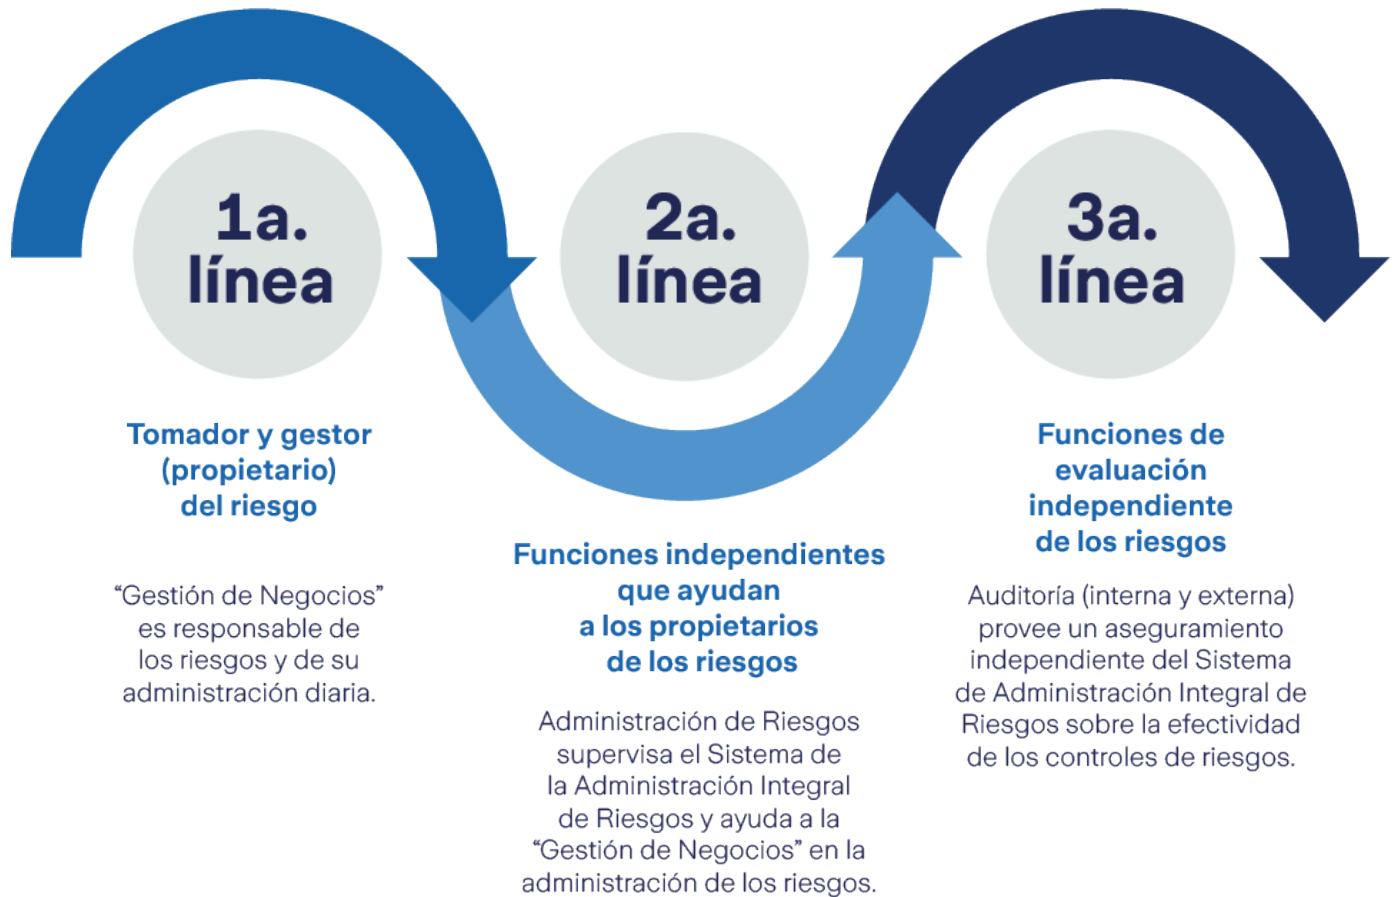 1a.
línea
Tomador y gestor
(propietario)
del riesgo
“Gestión de Negocios”
es responsable de
los riesgos y de su
administración diaria.
2a.
línea
Funciones independientes
que ayudan
a los propietarios
de los riesgos
Administración de Riesgos
supervisa el Sistema de
la Administración Integral
de Riesgos y ayuda a la
“Gestión de Negocios” en la
administración de los riesgos.
3a.
línea
Funciones de
evaluación
independiente
de los riesgos
Auditoría (interna y externa)
provee un aseguramiento
independiente del Sistema
de Administración Integral de
Riesgos sobre la efectividad
de los controles de riesgos.